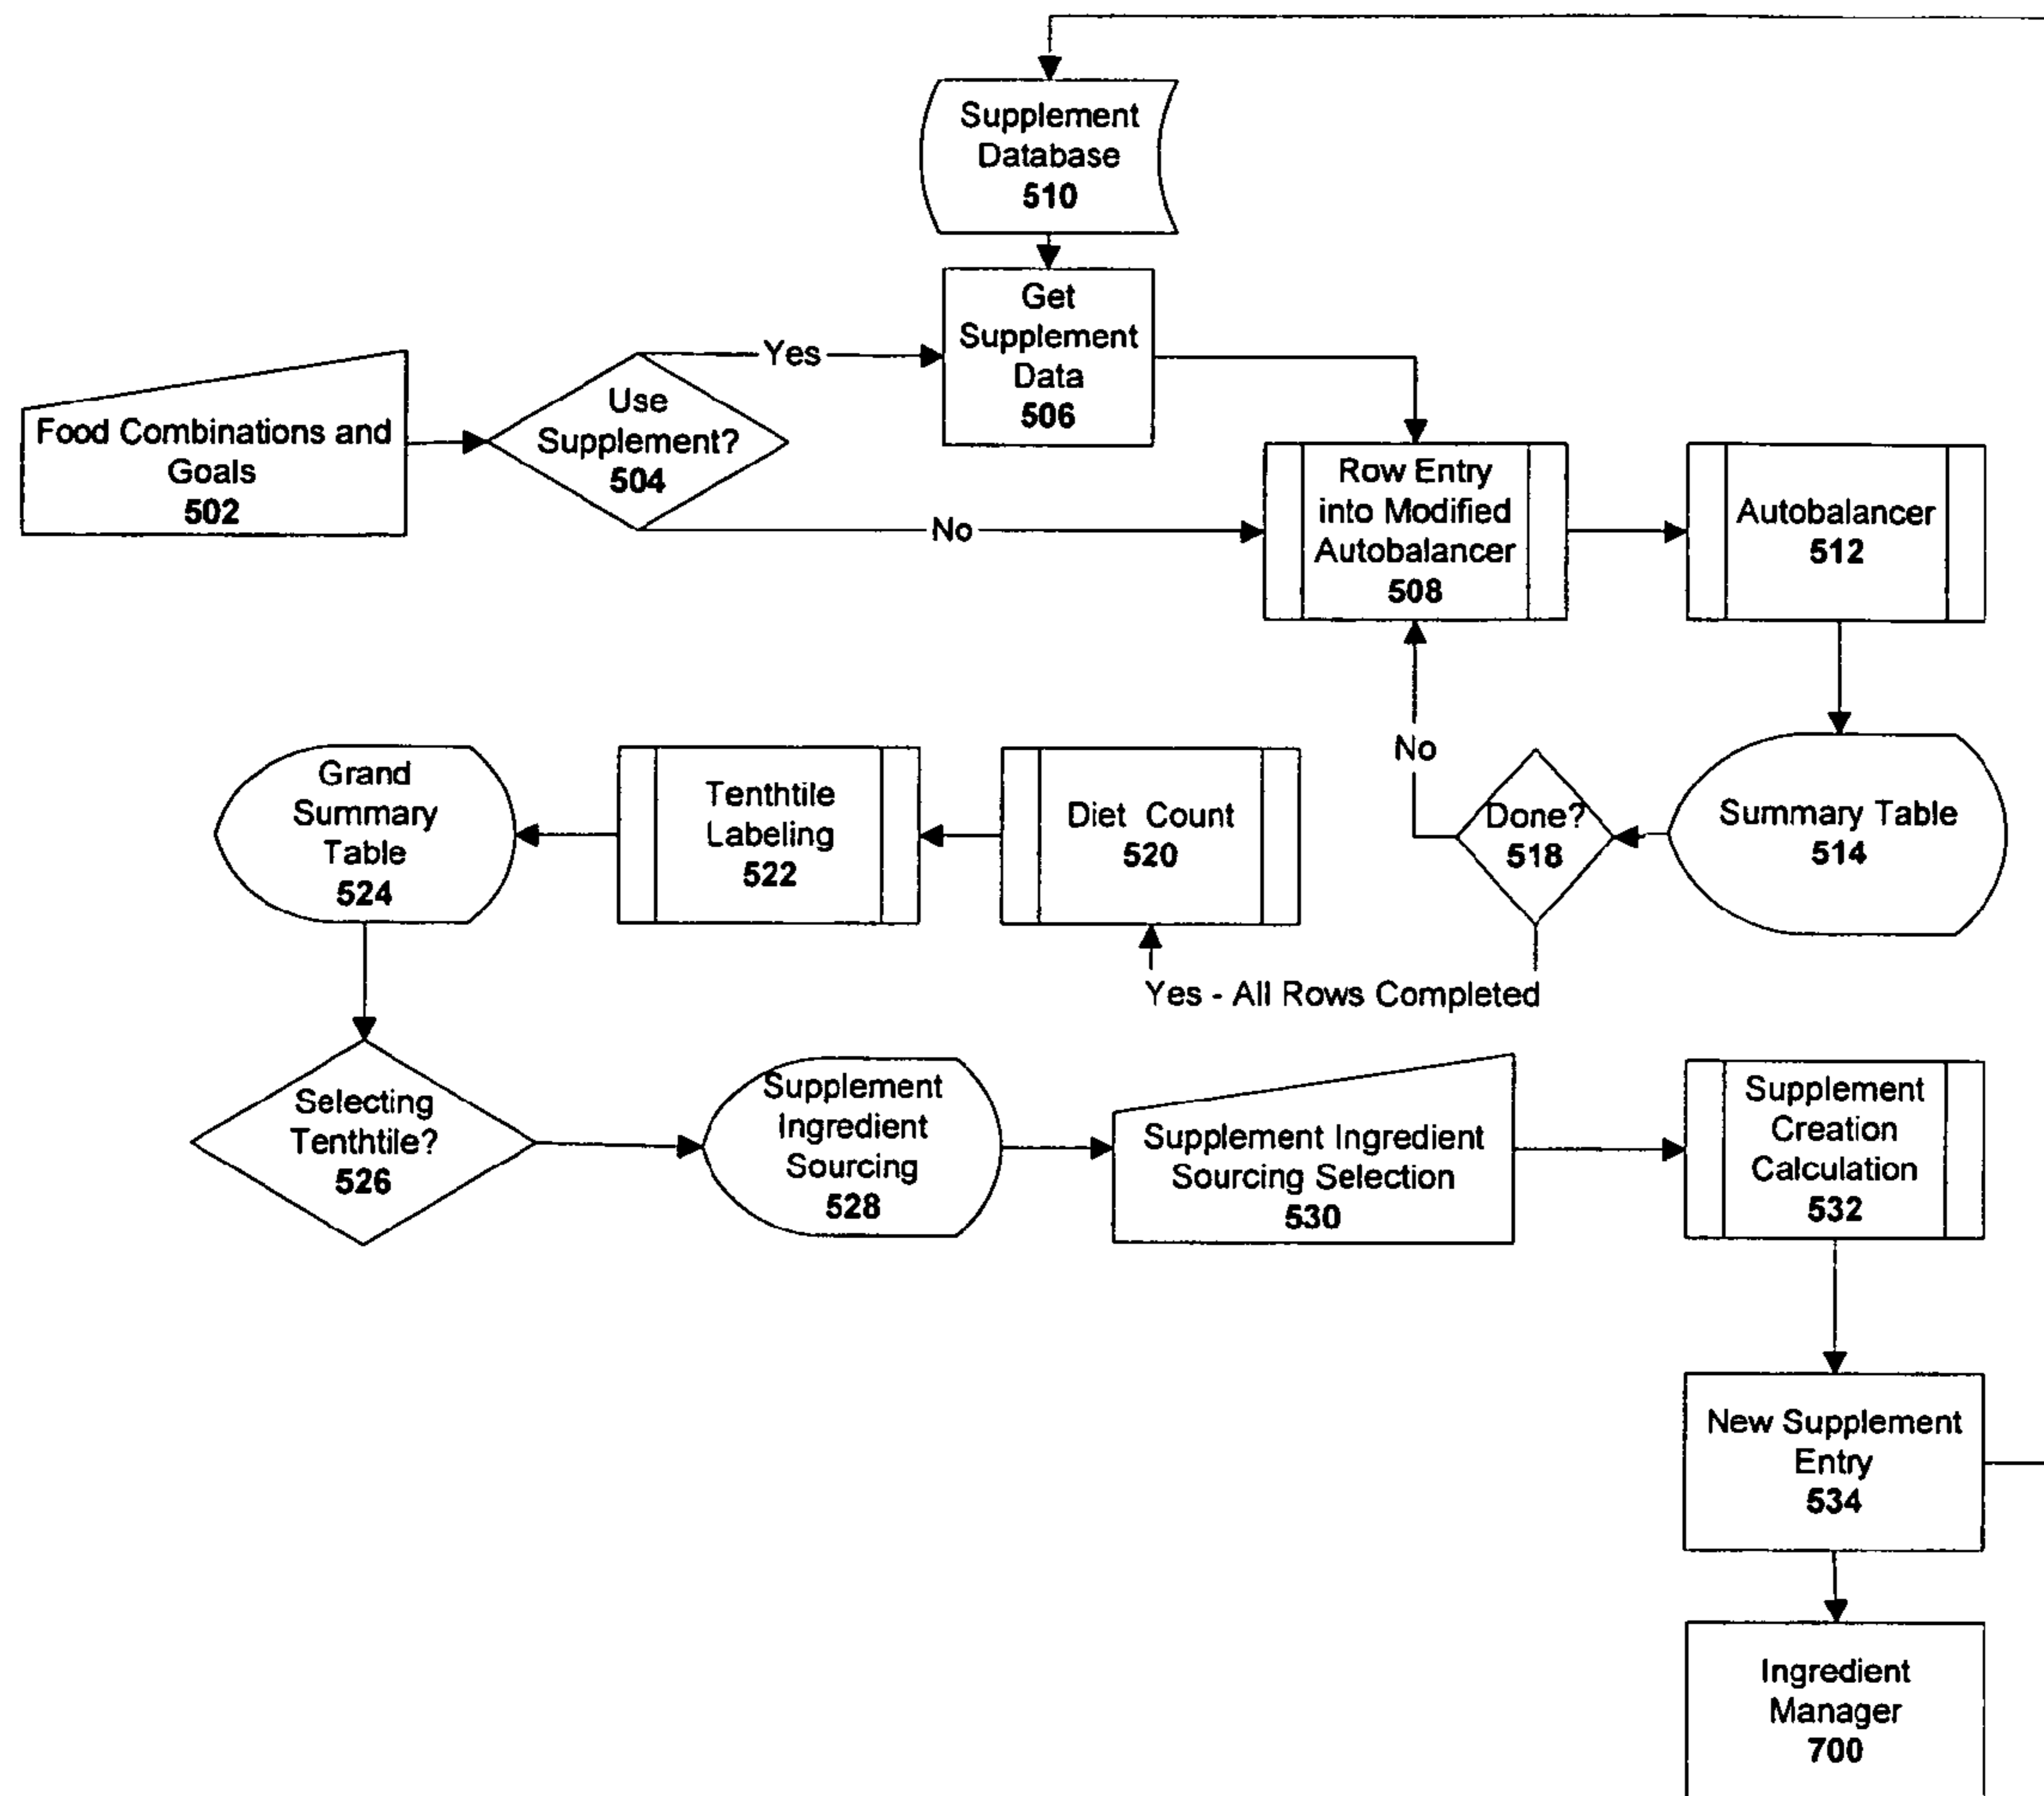 Supplement
Database
510
Get
Supplement
Data
506
Yes
Food Combinations and
Goals
502
Use
Supplement?
504
No
Row Entry
into Modified
Autobalancer
508
Autobalancer
512
No
Grand
Summary
Table
524
Tenthtile
Labeling
522
Diet Count
520
Done?
518
Summary Table
514
Yes - All Rows Completed
Selecting
Tenthtile?
526
Supplement
Ingredient
Sourcing
528
Supplement Ingredient
Sourcing Selection
530
Supplement
Creation
Calculation
532
New Supplement
Entry
534
Ingredient
Manager
700